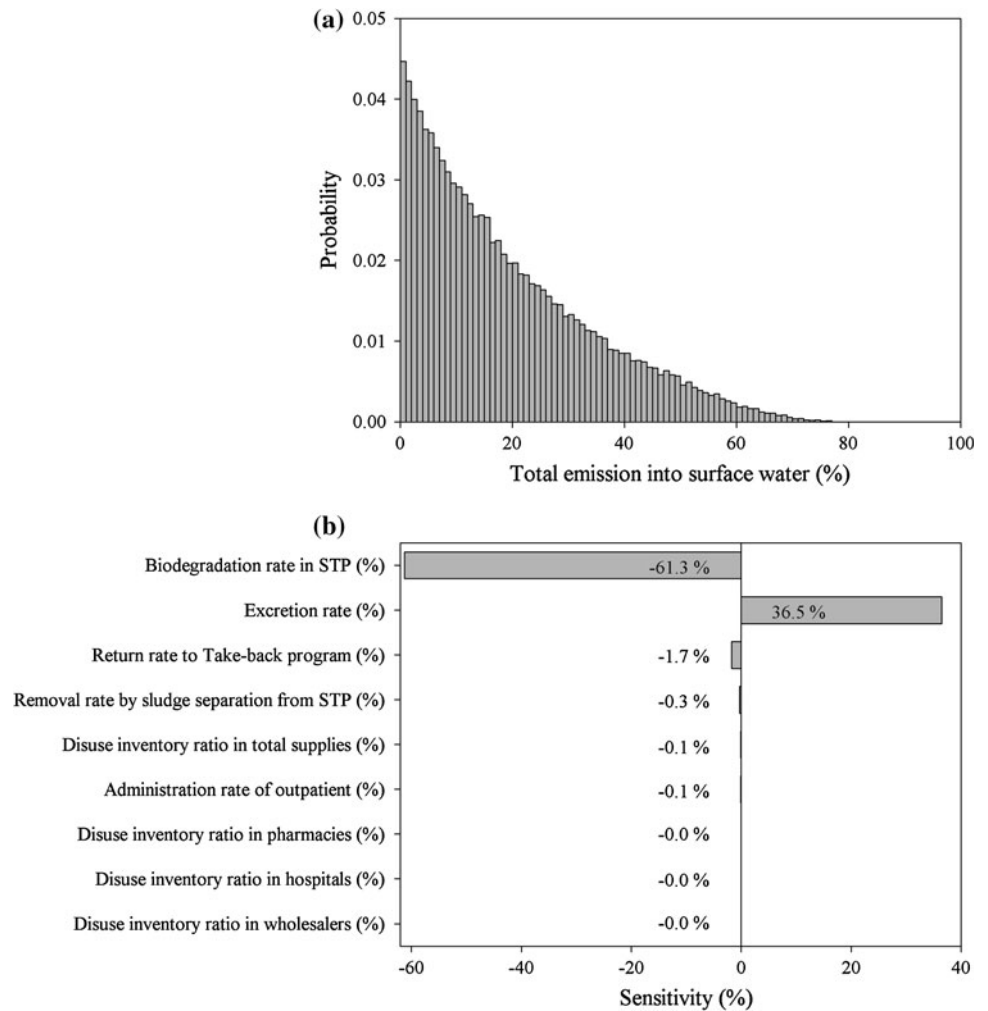 (a)
0.05
0.04
0.03
0.02
0.01
0.00
Probability
0 20 40 60 80 100
Total emission into surface water (%)
(b)
Biodegradation rate in STP (%) -61.3 %
Excretion rate (%) 36.5 %
Return rate to Take-back program (%) -1.7 %
Removal rate by sludge separation from STP (%) -0.3 %
Disuse inventory ratio in total supplies (%) -0.1 %
Administration rate of outpatient (%) -0.1 %
Disuse inventory ratio in pharmacies (%) -0.0 %
Disuse inventory ratio in hospitals (%) -0.0 %
Disuse inventory ratio in wholesalers (%) -0.0 %
-60 -40 -20 0 20 40
Sensitivity (%)